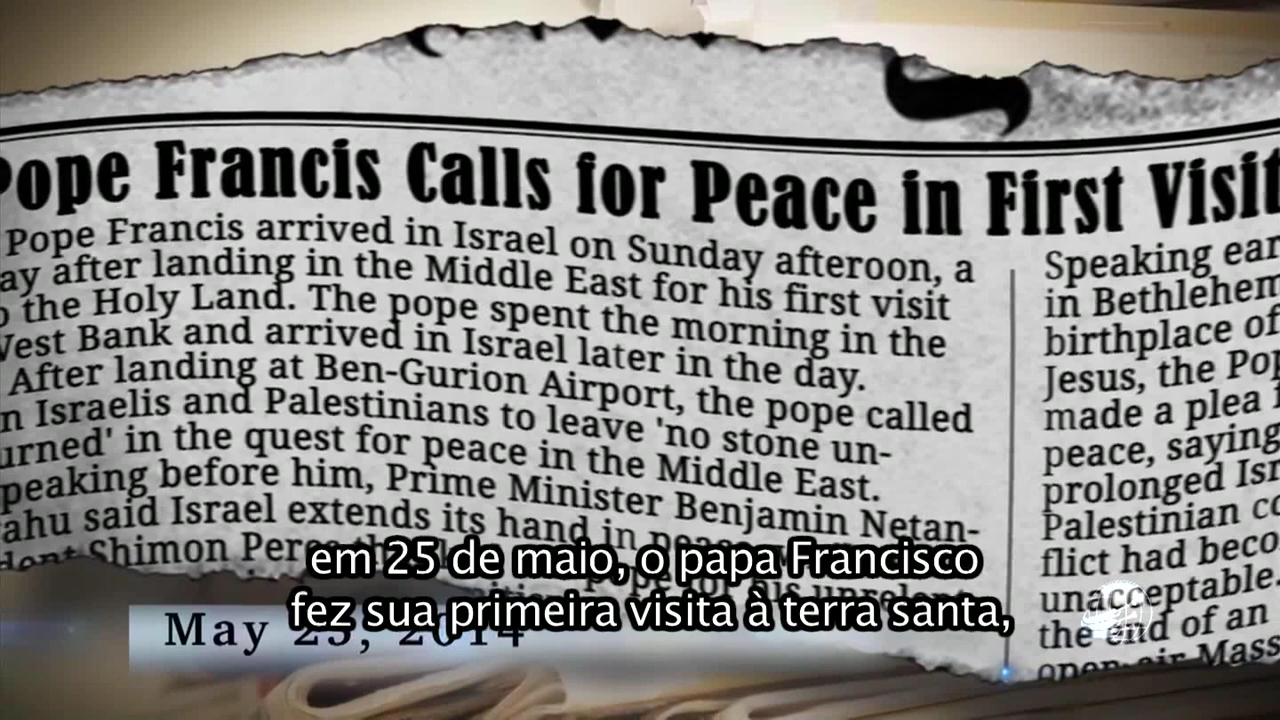 Pope Francis Calls for Peace in First Visit
Pope Francis arrived in Israel on Sunday afteroon, a
ay after landing in the Middle East for his first visit
o the Holy Land. The pope spent the morning in the
West Bank and arrived in Israel later in the day.
After landing at Ben-Gurion Airport, the pope called
n Israelis and Palestinians to leave 'no stone un-
urned' in the quest for peace in the Middle East.
peaking before him, Prime Minister Benjamin Netan-
ahu said Israel extends its hand in
Shimon
Speaking ear
in Bethlehem
birthplace of
Jesus, the Pop
made a plea
peace, saying
prolonged Isr
Palestinian co
flict had beco
unacceptable.
the end of an
open-air Mass
em 25 de maio, o papa Francisco
fez sua primeira visita à terra santa,
May 25, 2014